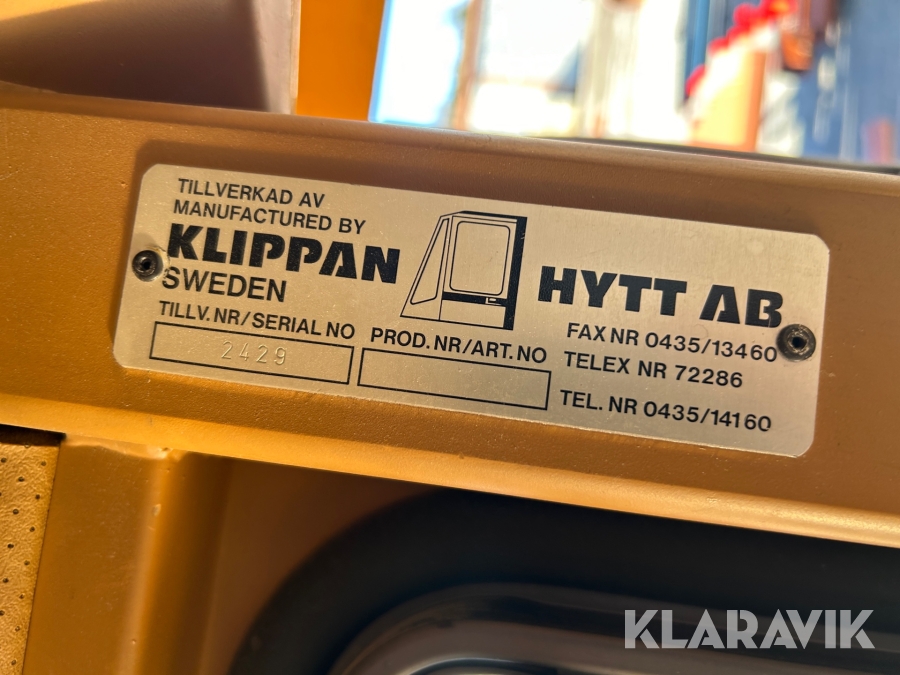 TILLVERKAD AV
MANUFACTURED BY
KLIPPAN HYTT AB
SWEDEN
TILLV.NR/SERIAL NO
2429
PROD.NR/ART.NO
FAX NR 0435/13460
TELEX NR 72286
TEL. NR 0435/14160
KLARAVIK